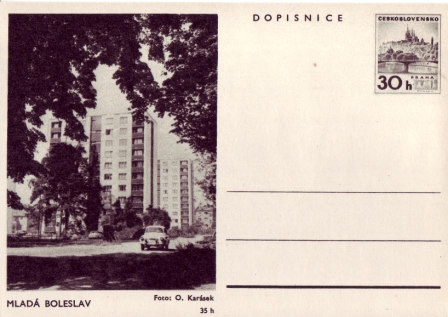 DOPISNICE
ČESKOSLOVENSKO
PRAHA
30 h
MLADÁ BOLESLAV
Foto: O. Karásek
35 h